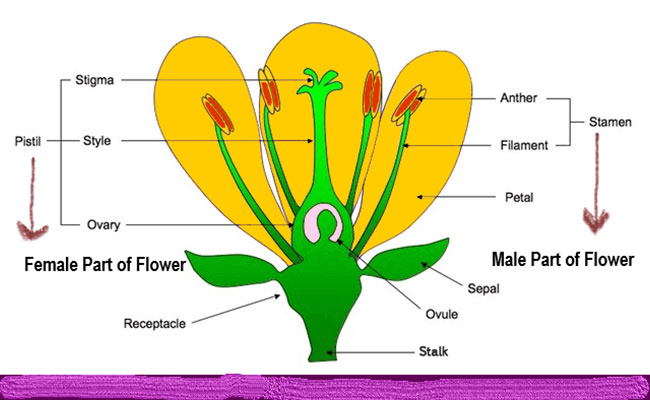 Stigma
Anther
Stamen
Pistil
Style
Filament
Petal
Ovary
Female Part of Flower
Male Part of Flower
Sepal
Ovule
Receptacle
Stalk